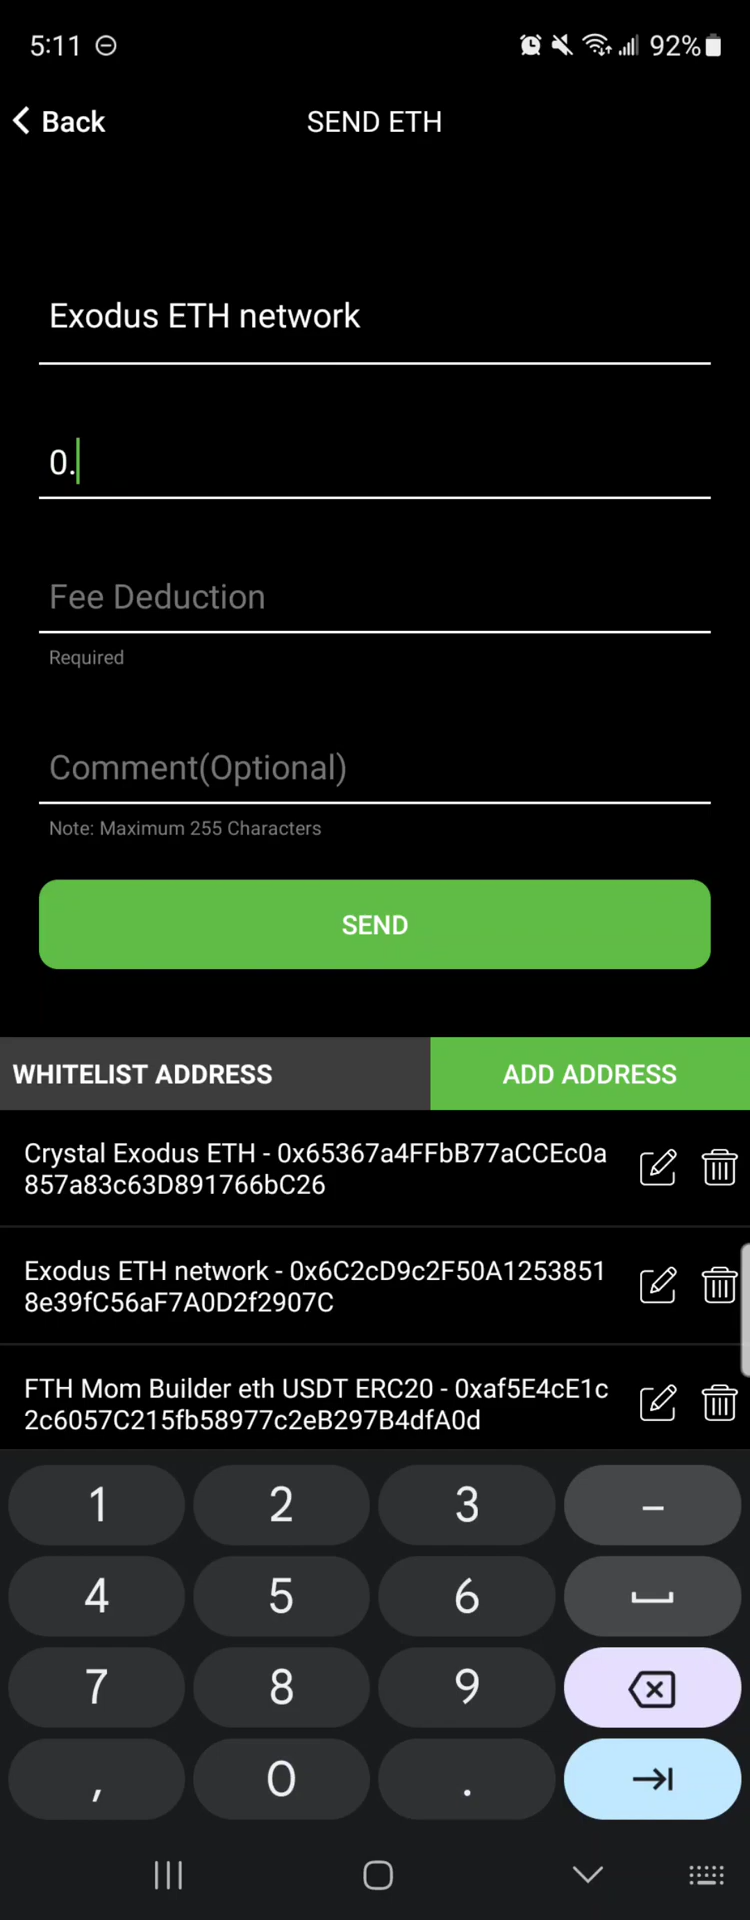 5:11 92%
Back SEND ETH
Exodus ETH network
0.
Fee Deduction
Required
Comment(Optional)
Note: Maximum 255 Characters
SEND
WHITELIST ADDRESS ADD ADDRESS
Crystal Exodus ETH - 0x65367a4FFbB77aCCEc0a
857a83c63D891766bC26
Exodus ETH network - 0x6C2cD9c2F50A1253851
8e39fC56aF7A0D2f2907C
FTH Mom Builder eth USDT ERC20 - 0xaf5E4cE1c
2c6057C215fb58977c2eB297B4dfA0d
1 2 3 –
4 5 6
7 8 9
, 0 .